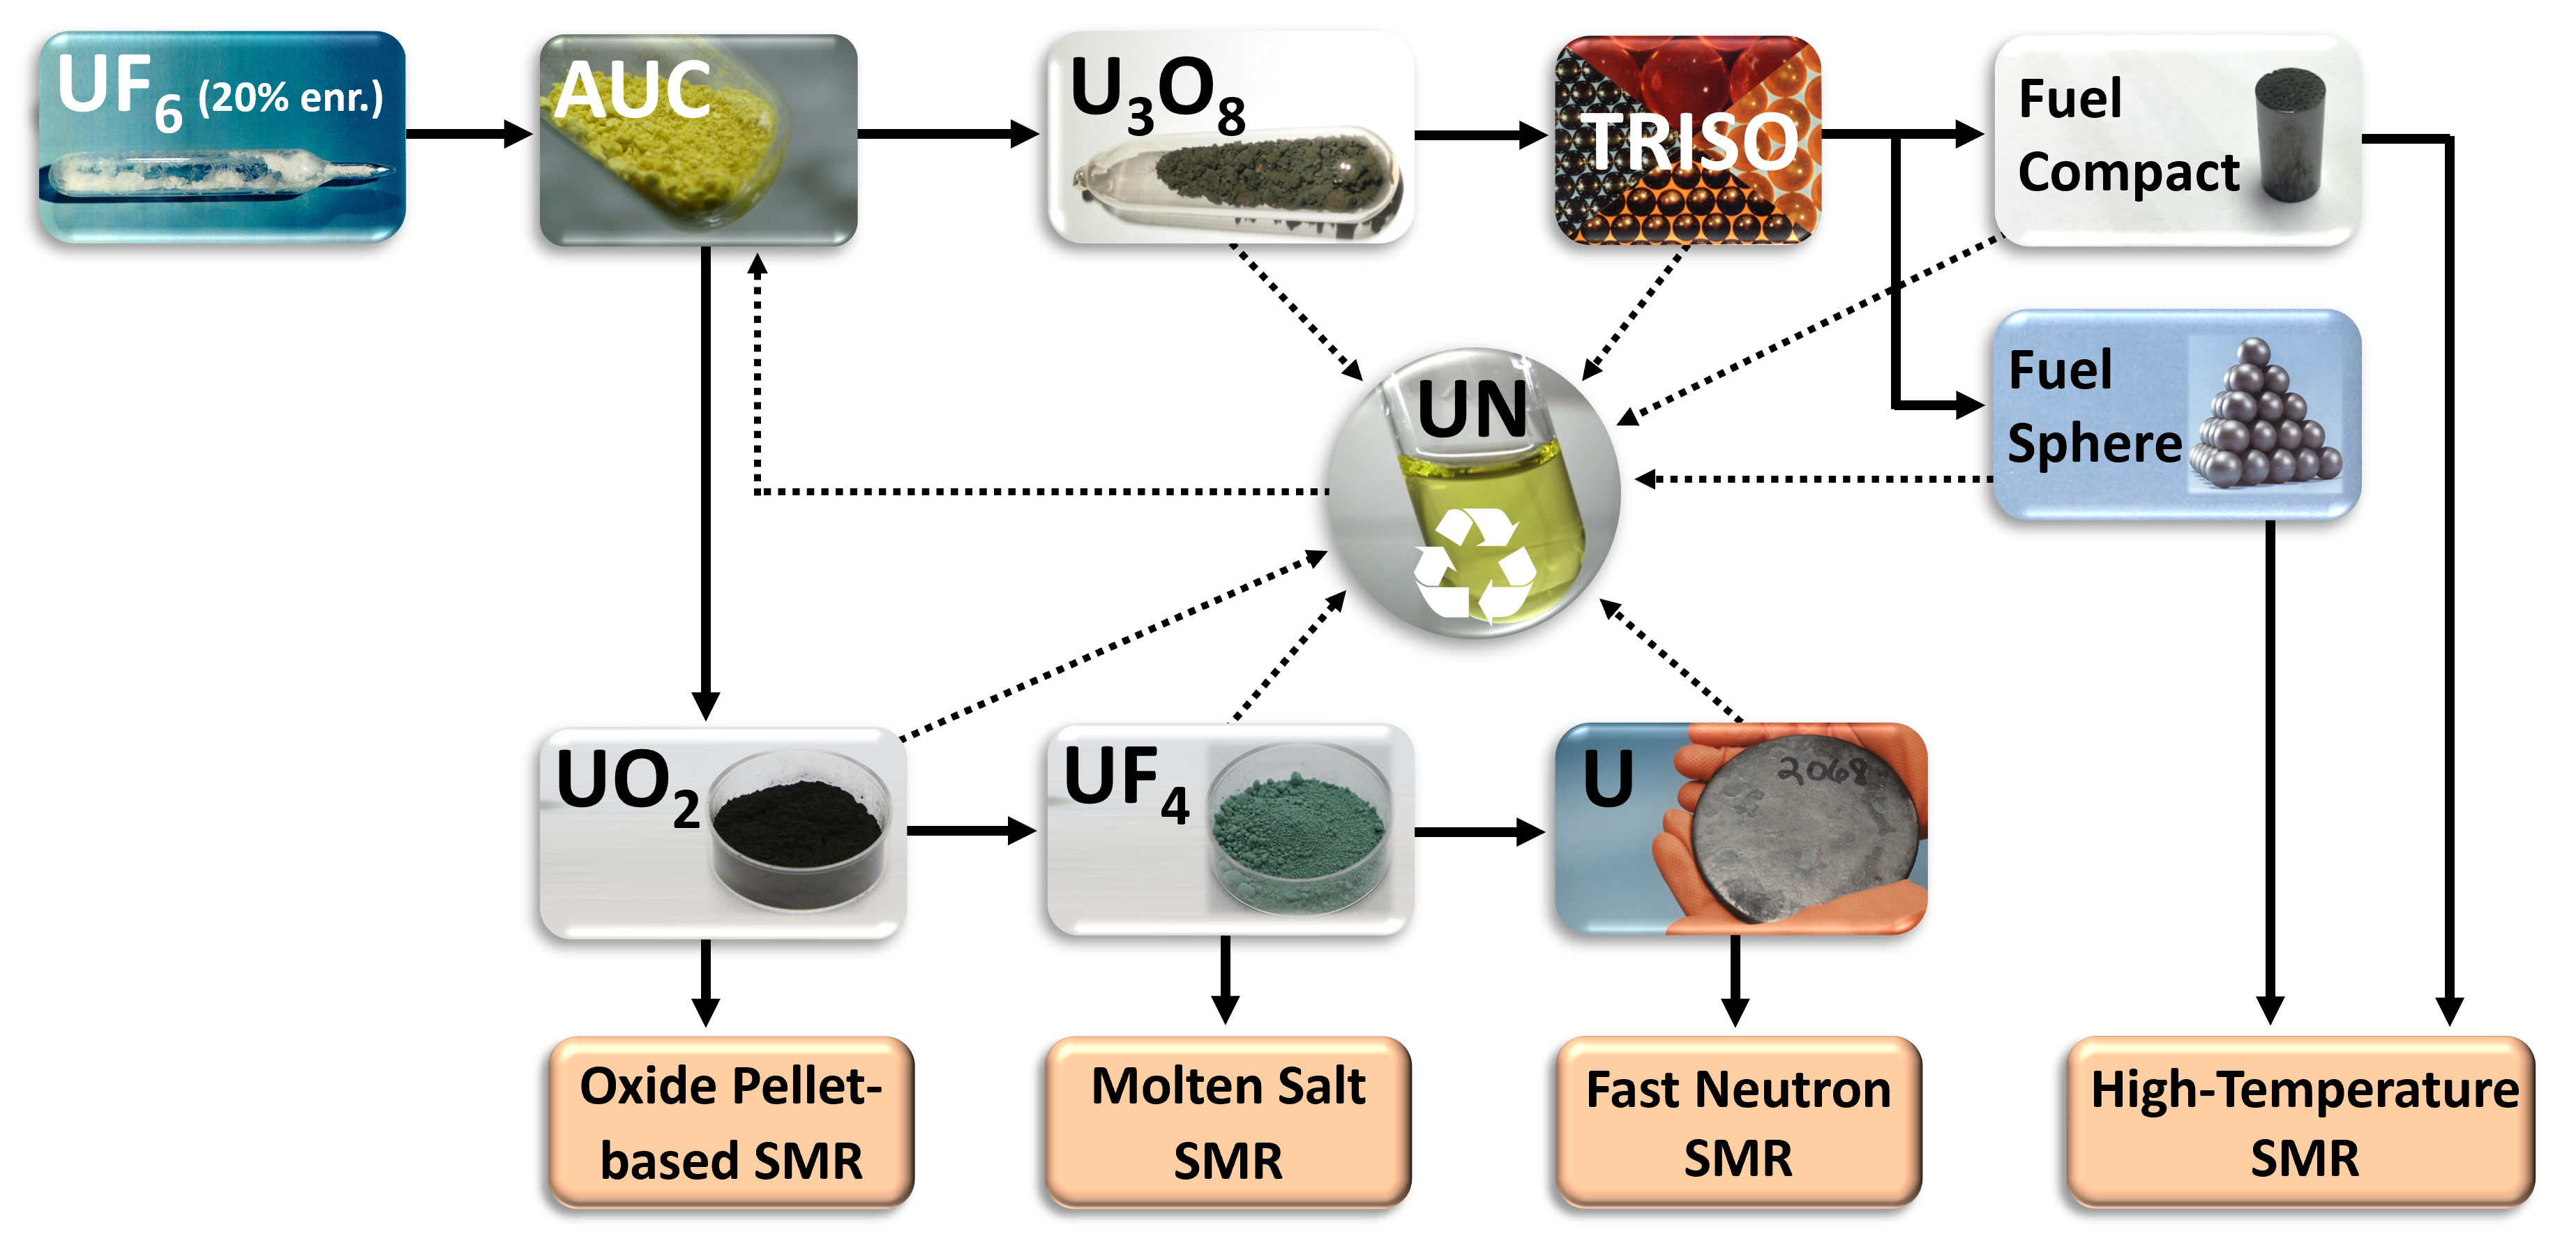 UF₆ (20% enr.)
AUC
U₃O₈
TRISO
Fuel
Compact
Fuel
Sphere
UN
UO₂
UF₄
U
2068
Oxide Pellet-
based SMR
Molten Salt
SMR
Fast Neutron
SMR
High-Temperature
SMR